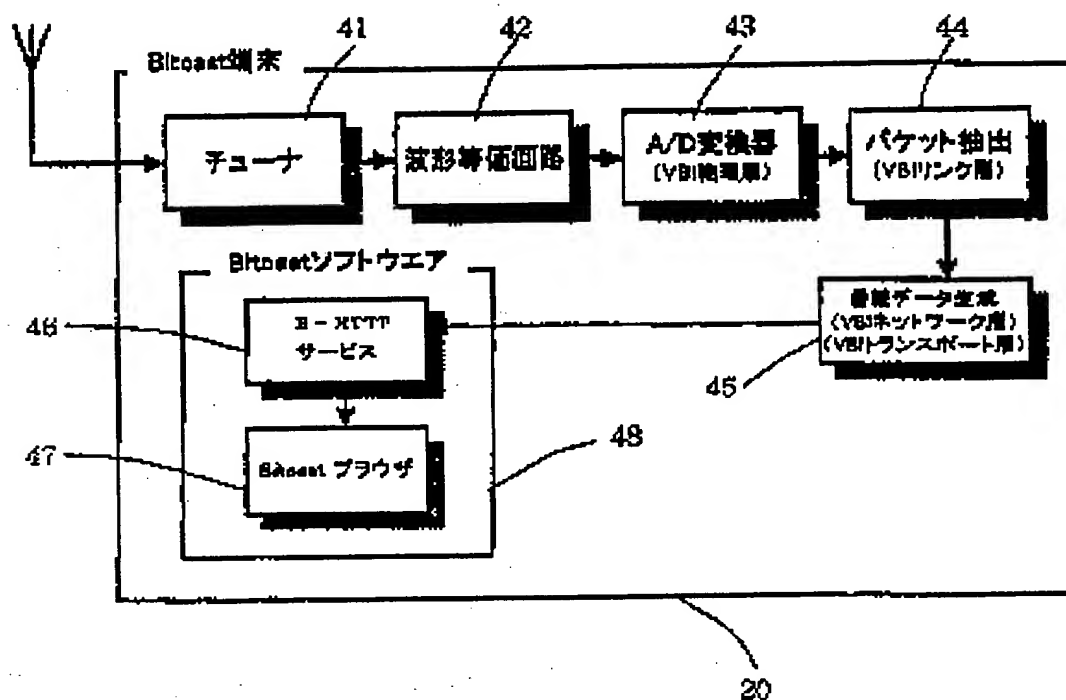 41
42
43
44
Bitcast端末
チューナ
波形等価回路
A/D変換器
(VBI物理層)
パケット抽出
(VBIリンク層)
Bitcastソフトウエア
データ生成
(VBIネットワーク層)
(VBIトランスポート層)
46
サービス
45
47
Bitcast ブラウザ
48
20